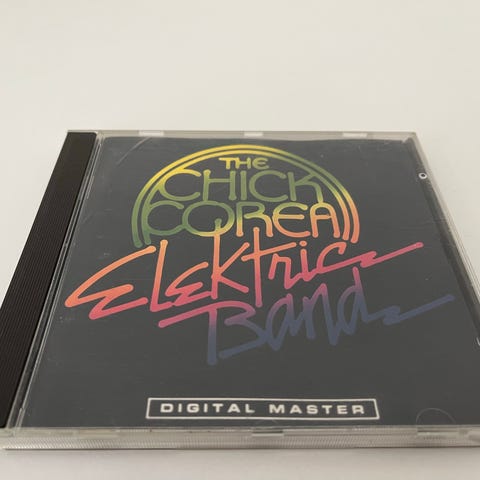 THE
CHICK
COREA
Elektric
Band
DIGITAL MASTER